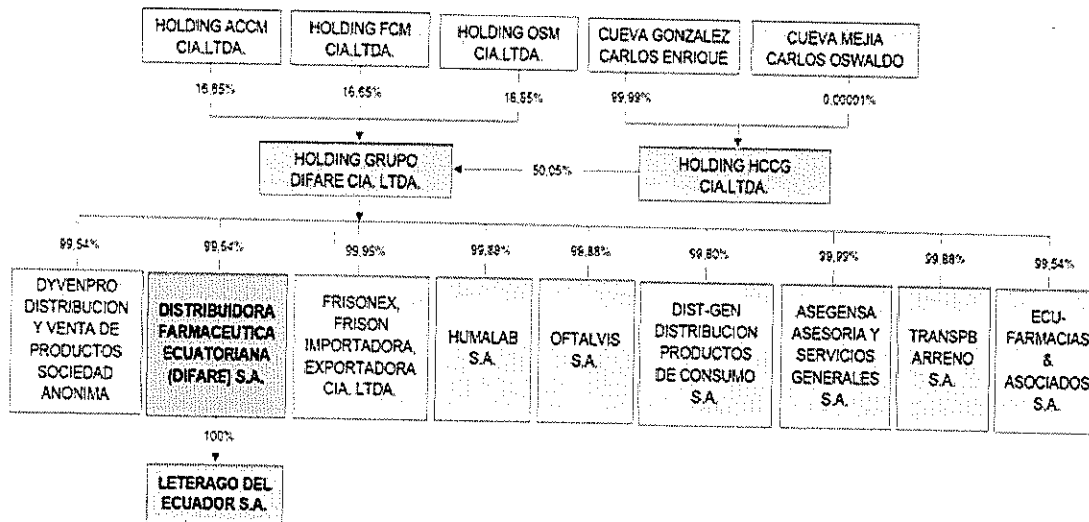 HOLDING ACCM
CIA.LTDA.
HOLDING FCM
CIA.LTDA.
HOLDING OSM
CIA.LTDA.
CUEVA GONZALEZ
CARLOS ENRIQUE
CUEVA MEJIA
CARLOS OSWALDO
16,65%
16,65%
16,65%
99,99%
0,00001%
HOLDING GRUPO
DIFARE CIA. LTDA.
50,05%
HOLDING HCCG
CIA.LTDA.
99,54%
99,54%
99,95%
99,88%
99,88%
99,80%
99,99%
99,88%
99,54%
DYVENPRO
DISTRIBUCION
Y VENTA DE
PRODUCTOS
SOCIEDAD
ANONIMA
DISTRIBUIDORA
FARMACEUTICA
ECUATORIANA
(DIFARE) S.A.
FRISONEX,
FRISON
IMPORTADORA,
EXPORTADORA
CIA. LTDA.
HUMALAB
S.A.
OFTALVIS S.A.
DIST-GEN
DISTRIBUCION
PRODUCTOS
DE CONSUMO
S.A.
ASEGENSA
ASESORIA Y
SERVICIOS
GENERALES
S.A.
TRANSPB
ARRENO
S.A.
ECU-
FARMACIAS
&
ASOCIADOS
S.A.
100%
LETERAGO DEL
ECUADOR S.A.